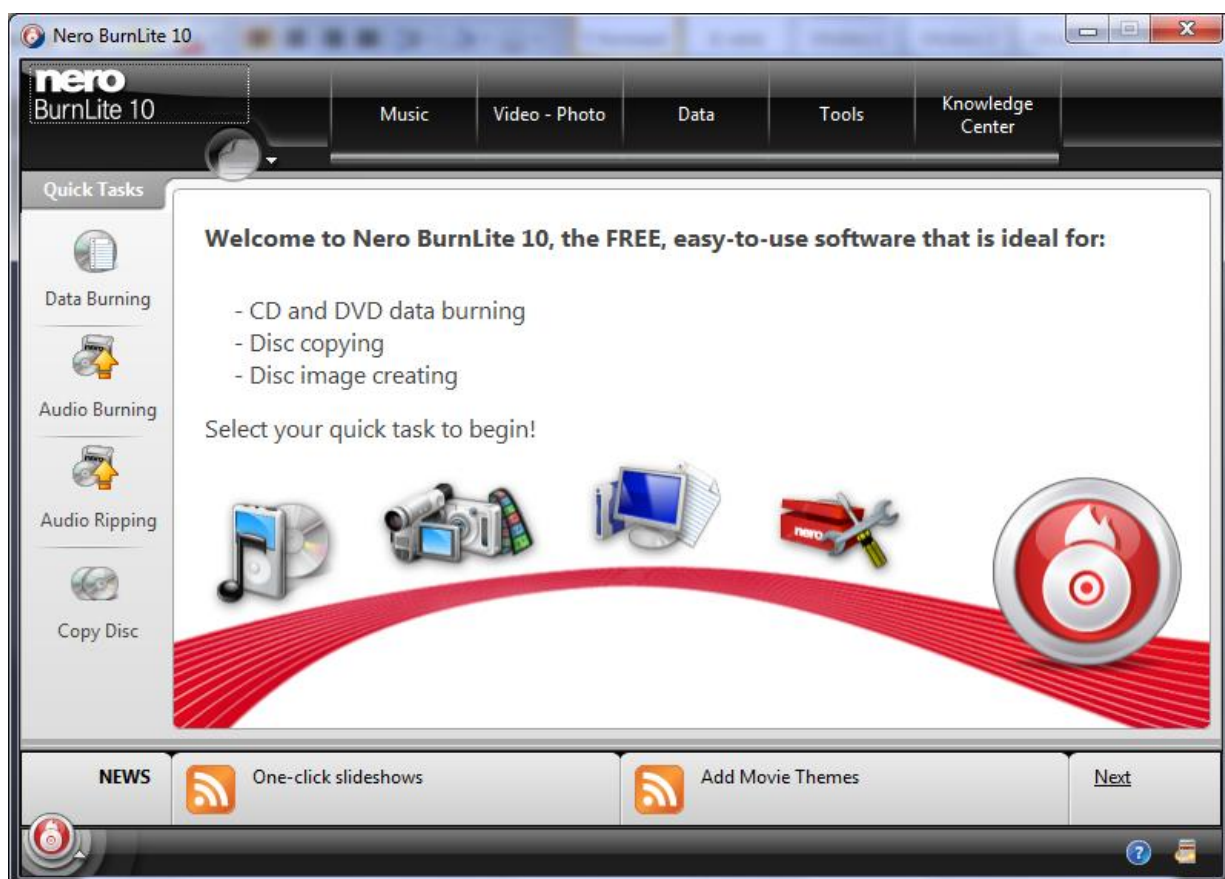 Nero BurnLite 10
nero
BurnLite 10
Music
Video - Photo
Data
Tools
Knowledge
Center
Quick Tasks
Welcome to Nero BurnLite 10, the FREE, easy-to-use software that is ideal for:
Data Burning
- CD and DVD data burning
- Disc copying
- Disc image creating
Audio Burning
Select your quick task to begin!
Audio Ripping
nero
Copy Disc
NEWS
One-click slideshows
Add Movie Themes
Next